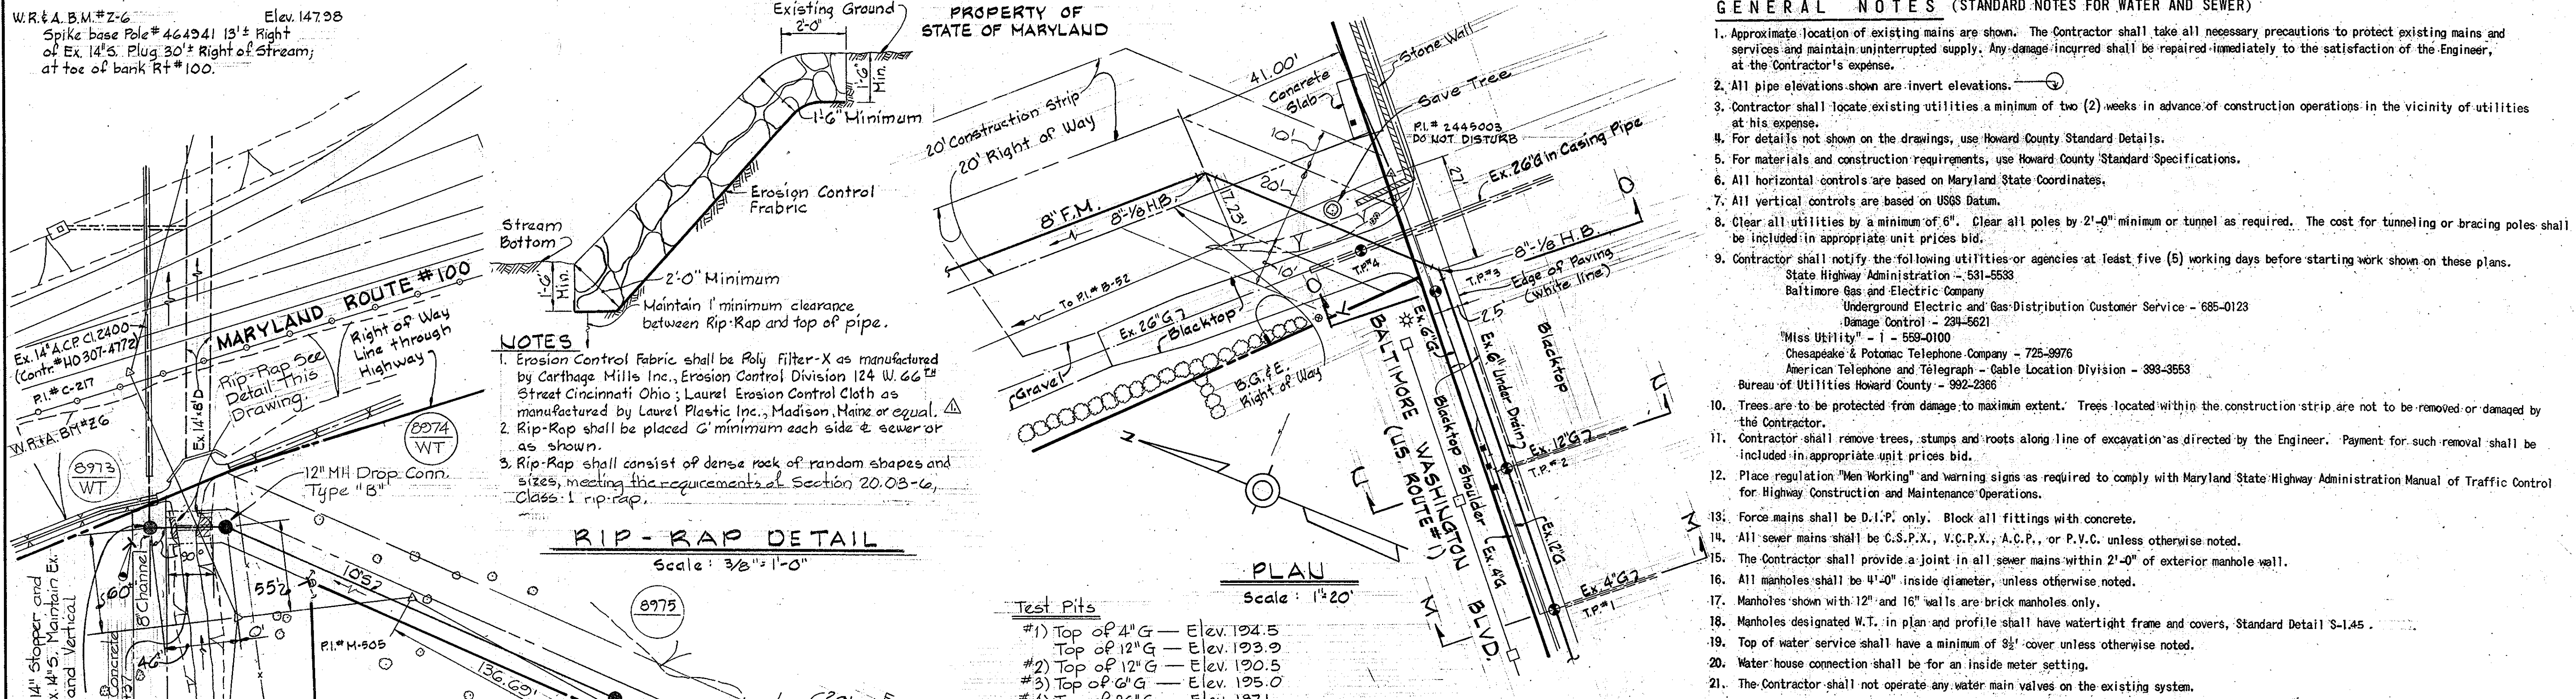 W.R.&A. B.M.#Z-6 Elev. 147.98
Spike base Pole# 464941 13'± Right
of Ex. 14"S. Plug 30'± Right of Stream;
at toe of bank Rt#100.
MARYLAND ROUTE #100
Ex. 14" A.C.P. Cl. 2400
(Contr.#HO 307-4772)
P.I.# C-217
W.R.&A. BM#Z6
Ex. 14"x8"D
Rip-Rap See
Detail This
Drawing
Right of Way
Line through
Highway
8973
WT
8974
WT
12" MH Drop Conn.
Type "B"
60°
8" Channel
90°
55½
46°
10.52
P.I.# M-505
136.69'
8975
14" Stopper and
Ex 14"S. Maintain Ex.
and Vertical
Concrete
Existing Ground
2'-0"
1'-6"
Min.
1'-6" Minimum
Erosion Control
Frabric
Stream
Bottom
1'-6"
Min.
2'-0" Minimum
Maintain 1' minimum clearance
between Rip-Rap and top of pipe.
NOTES
1. Erosion Control Fabric shall be Poly Filter-X as manufactured
by Carthage Mills Inc., Erosion Control Division 124 W. 66TH
Street Cincinnati Ohio; Laurel Erosion Control Cloth as
manufactured by Laurel Plastic Inc., Madison, Maine or equal. 1
2. Rip-Rap shall be placed 6' minimum each side ℄ sewer or
as shown.
3. Rip-Rap shall consist of dense rock of random shapes and
sizes, meeting the requirements of Section 20.03-6,
Class-1 rip-rap.
RIP-RAP DETAIL
Scale: 3/8"=1'-0"
PROPERTY OF
STATE OF MARYLAND
20' Construction Strip
20' Right of Way
41.00'
Concrete
Slab
Stone Wall
Save Tree
P.I.# 2445003
DO NOT DISTURB
Ex. 26"G in Casing Pipe
10'
20'
27'
17.23'
8" F.M.
8"-1/8 H.B.
10'
T.P.#4
8"-1/8 H.B.
T.P.#3
Edge of Paving
(white line)
To P.I.# B-52
Ex. 26"G
Blacktop
Gravel
B.G.&E.
Right of Way
O
O
25'
Ex. 6"G
Ex. 6" Under Drain
Blacktop
Blacktop Shoulder
BALTIMORE WASHINGTON BLVD.
(U.S. ROUTE #1)
N
N
Ex. 12"G
T.P.#2
Ex. 12"G
Ex. 4"G
M
M
Ex. 4"G
T.P.#1
PLAN
Scale: 1"=20'
Test Pits
#1) Top of 4"G — Elev. 194.5
Top of 12"G — Elev. 193.9
#2) Top of 12"G — Elev. 190.5
#3) Top of 6"G — Elev. 195.0
GENERAL NOTES (STANDARD NOTES FOR WATER AND SEWER)
1. Approximate location of existing mains are shown. The Contractor shall take all necessary precautions to protect existing mains and
services and maintain uninterrupted supply. Any damage incurred shall be repaired immediately to the satisfaction of the Engineer,
at the Contractor's expense.
2. All pipe elevations shown are invert elevations.
3. Contractor shall locate existing utilities a minimum of two (2) weeks in advance of construction operations in the vicinity of utilities
at his expense.
4. For details not shown on the drawings, use Howard County Standard Details.
5. For materials and construction requirements, use Howard County Standard Specifications.
6. All horizontal controls are based on Maryland State Coordinates.
7. All vertical controls are based on USGS Datum.
8. Clear all utilities by a minimum of 6". Clear all poles by 2'-0" minimum or tunnel as required. The cost for tunneling or bracing poles shall
be included in appropriate unit prices bid.
9. Contractor shall notify the following utilities or agencies at least five (5) working days before starting work shown on these plans.
State Highway Administration - 531-5533
Baltimore Gas and Electric Company
Underground Electric and Gas Distribution Customer Service - 685-0123
Damage Control - 234-5621
"Miss Utility" - 1 - 559-0100
Chesapeake & Potomac Telephone Company - 725-9976
American Telephone and Telegraph - Cable Location Division - 393-3553
Bureau of Utilities Howard County - 992-2366
10. Trees are to be protected from damage to maximum extent. Trees located within the construction strip are not to be removed or damaged by
the Contractor.
11. Contractor shall remove trees, stumps and roots along line of excavation as directed by the Engineer. Payment for such removal shall be
included in appropriate unit prices bid.
12. Place regulation "Men Working" and warning signs as required to comply with Maryland State Highway Administration Manual of Traffic Control
for Highway Construction and Maintenance Operations.
13. Force mains shall be D.I.P. only. Block all fittings with concrete.
14. All sewer mains shall be C.S.P.X., V.C.P.X., A.C.P., or P.V.C. unless otherwise noted.
15. The Contractor shall provide a joint in all sewer mains within 2'-0" of exterior manhole wall.
16. All manholes shall be 4'-0" inside diameter, unless otherwise noted.
17. Manholes shown with 12" and 16" walls are brick manholes only.
18. Manholes designated W.T. in plan and profile shall have watertight frame and covers, Standard Detail S-1.45.
19. Top of water service shall have a minimum of 3½' cover unless otherwise noted.
20. Water house connection shall be for an inside meter setting.
21. The Contractor shall not operate any water main valves on the existing system.